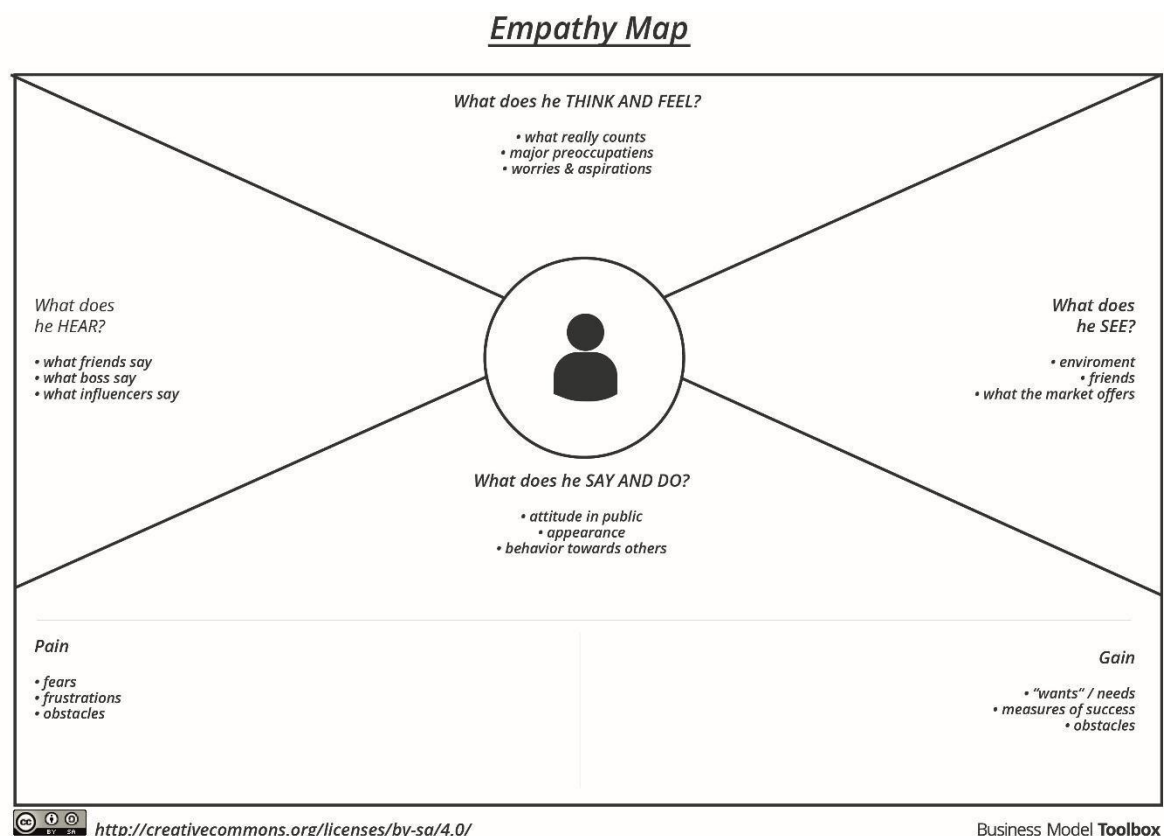 Empathy Map
What does he THINK AND FEEL?
• what really counts
• major preoccupatiens
• worries & aspirations
What does
he HEAR?
• what friends say
• what boss say
• what influencers say
What does
he SEE?
• enviroment
• friends
• what the market offers
What does he SAY AND DO?
• attitude in public
• appearance
• behavior towards others
Pain
• fears
• frustrations
• obstacles
Gain
• "wants" / needs
• measures of success
• obstacles
cc BY SA http://creativecommons.org/licenses/by-sa/4.0/
Business Model Toolbox